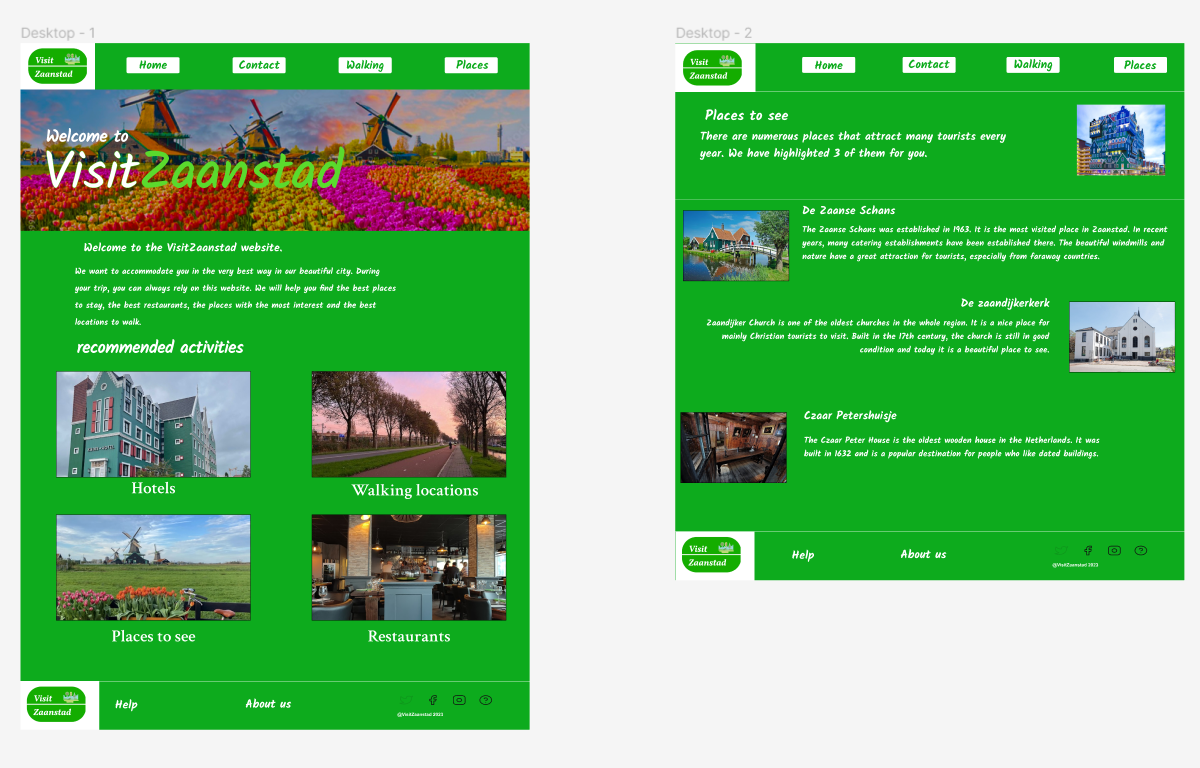 Desktop - 1
Visit
Zaanstad
Home
Contact
Walking
Places
Welcome to
VisitZaanstad
Welcome to the VisitZaanstad website.
We want to accommodate you in the very best way in our beautiful city. During
your trip, you can always rely on this website. We will help you find the best places
to stay, the best restaurants, the places with the most interest and the best
locations to walk.
recommended activities
Hotels
Walking locations
Places to see
Restaurants
Visit
Zaanstad
Help
About us
@VisitZaanstad 2023
Desktop - 2
Visit
Zaanstad
Home
Contact
Walking
Places
Places to see
There are numerous places that attract many tourists every
year. We have highlighted 3 of them for you.
De Zaanse Schans
The Zaanse Schans was established in 1963. It is the most visited place in Zaanstad. In recent
years, many catering establishments have been established there. The beautiful windmills and
nature have a great attraction for tourists, especially from faraway countries.
De zaandijkerkerk
Zaandijker Church is one of the oldest churches in the whole region. It is a nice place for
mainly Christian tourists to visit. Built in the 17th century, the church is still in good
condition and today it is a beautiful place to see.
Czaar Petershuisje
The Czaar Peter House is the oldest wooden house in the Netherlands. It was
built in 1632 and is a popular destination for people who like dated buildings.
Visit
Zaanstad
Help
About us
@VisitZaanstad 2023